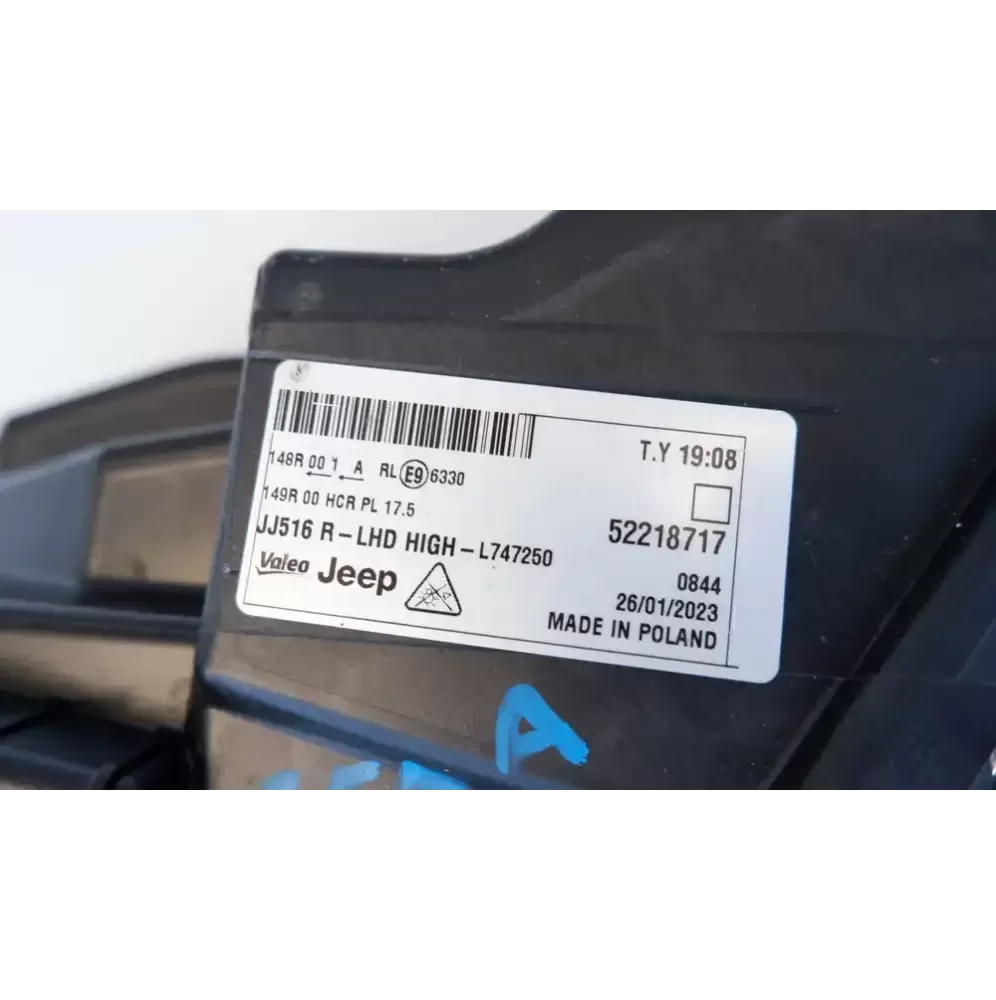 148R 00 1 A RL E9 6330
149R 00 HCR PL 17.5
JJ516 R-LHD HIGH-L747250
Valeo Jeep
T.Y 19:08
52218717
0844
26/01/2023
MADE IN POLAND
A